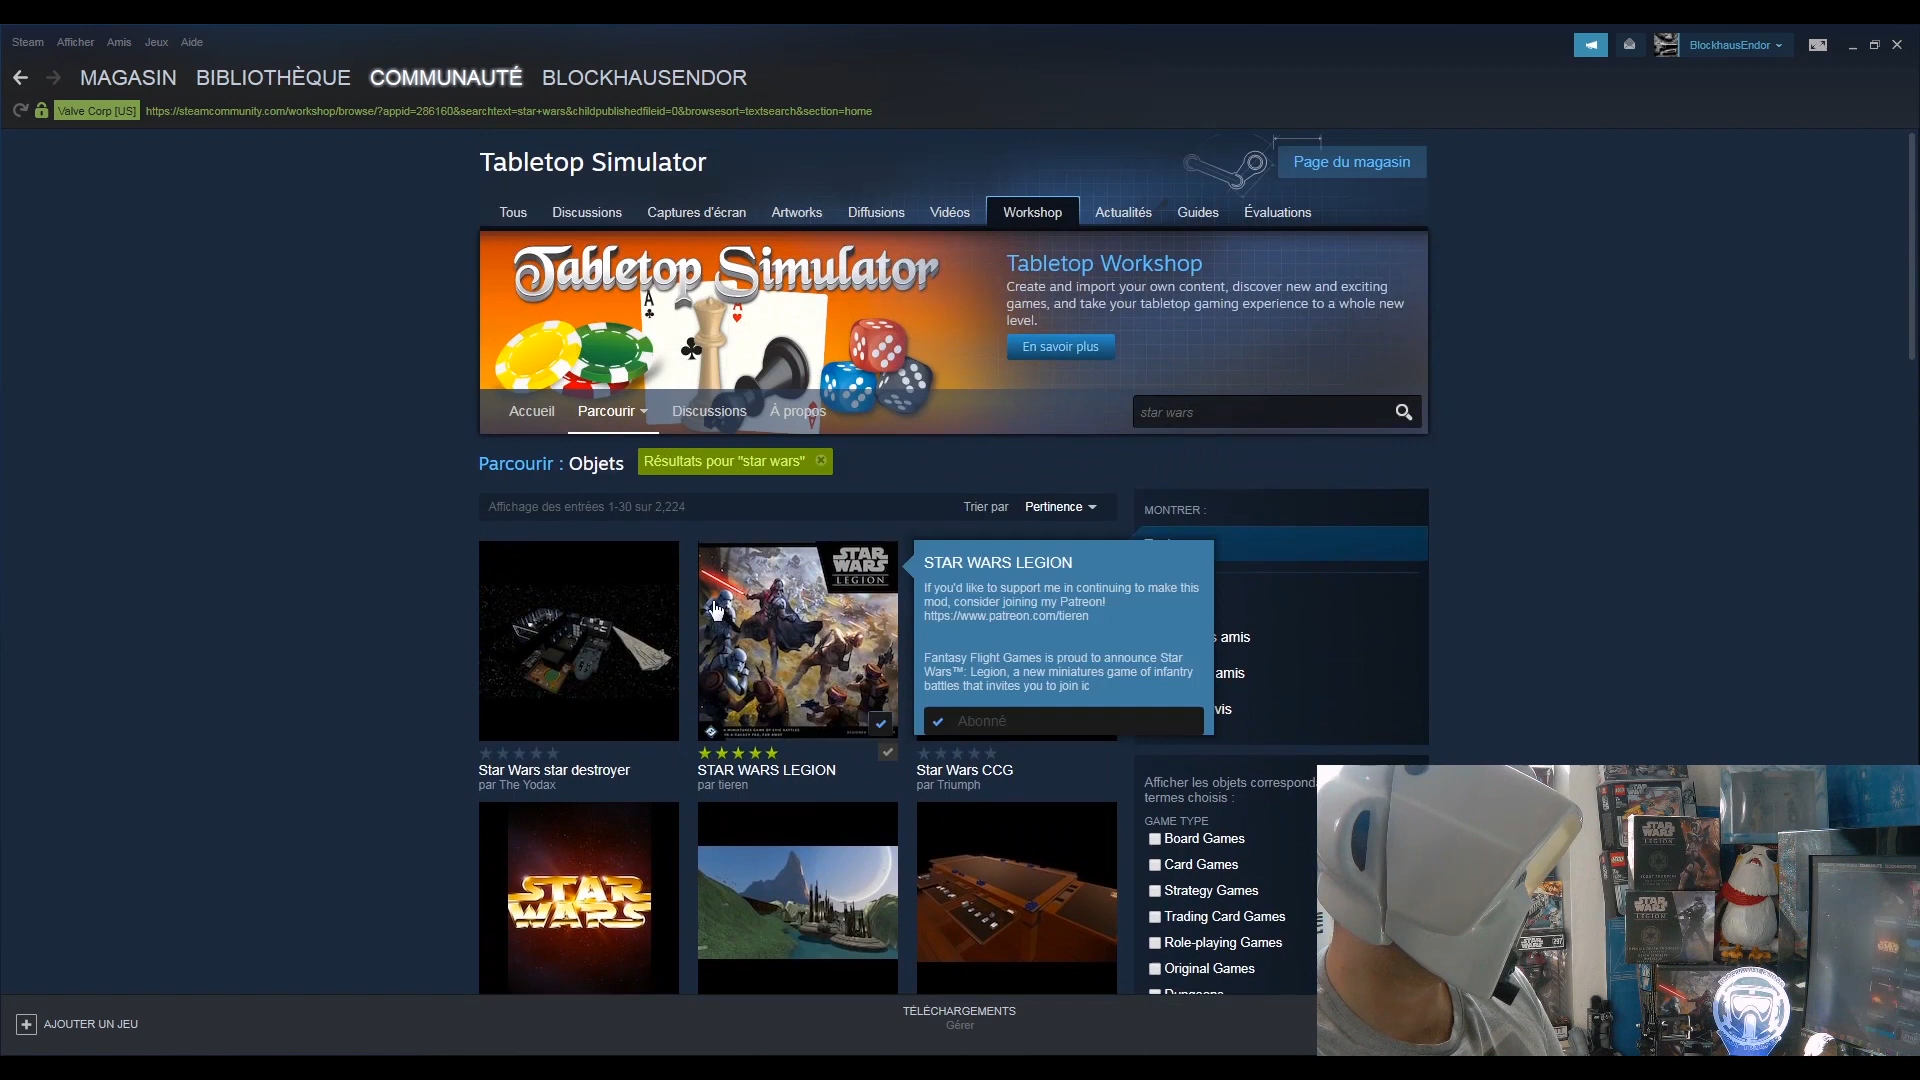 Steam Afficher Amis Jeux Aide
BlockhausEndor
MAGASIN BIBLIOTHÈQUE COMMUNAUTÉ BLOCKHAUSENDOR
Valve Corp [US] https://steamcommunity.com/workshop/browse/?appid=286160&searchtext=star+wars&childpublishedfileid=0&browsesort=textsearch&section=home
Tabletop Simulator
Page du magasin
Tous Discussions Captures d'écran Artworks Diffusions Vidéos Workshop Actualités Guides Évaluations
Tabletop Simulator
Tabletop Workshop
Create and import your own content, discover new and exciting
games, and take your tabletop gaming experience to a whole new
level.
En savoir plus
Accueil Parcourir Discussions À propos
star wars
Parcourir : Objets Résultats pour "star wars"
Affichage des entrées 1-30 sur 2,224
Trier par Pertinence
MONTRER :
STAR WARS LEGION
STAR WARS LEGION
If you'd like to support me in continuing to make this
mod, consider joining my Patreon!
https://www.patreon.com/tieren
Fantasy Flight Games is proud to announce Star
Wars™: Legion, a new miniatures game of infantry
battles that invites you to join ic
Abonné
s amis
amis
vis
Star Wars star destroyer
par The Yodax
STAR WARS LEGION
par tieren
Star Wars CCG
par Triumph
STAR WARS
Afficher les objets correspond
termes choisis :
GAME TYPE
Board Games
Card Games
Strategy Games
Trading Card Games
Role-playing Games
Original Games
Dungeons
STAR WARS
LEGION
STAR WARS
LEGION
AJOUTER UN JEU
TÉLÉCHARGEMENTS
Gérer